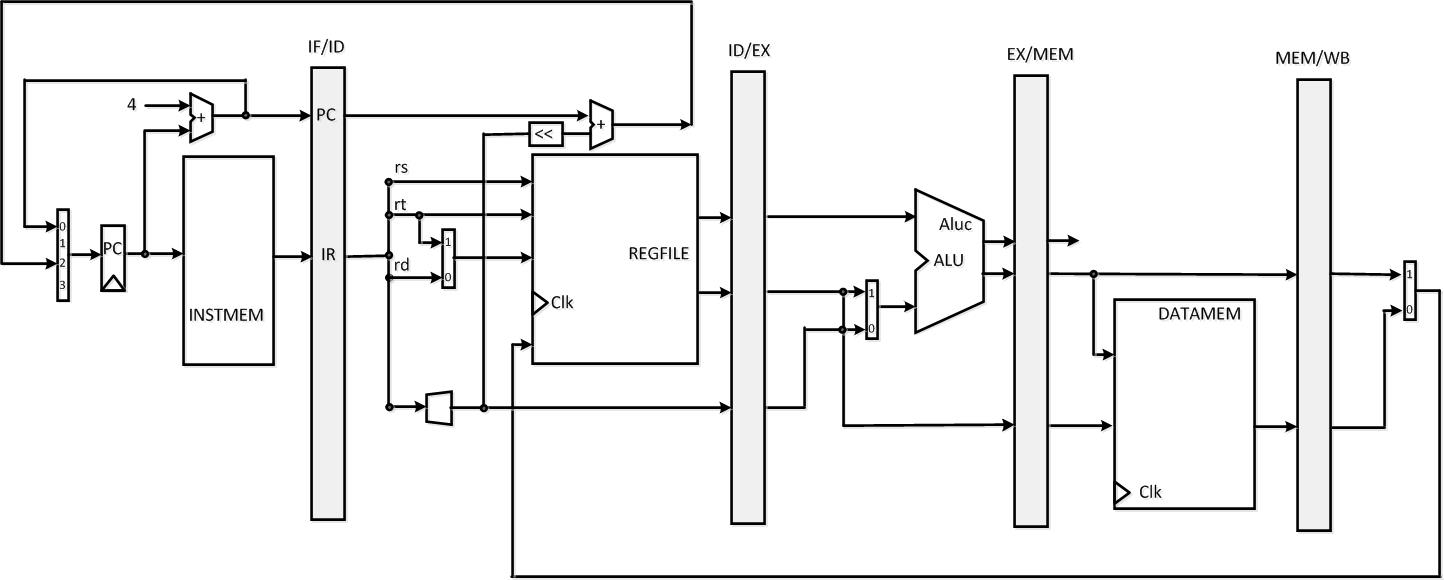 IF/ID
ID/EX
EX/MEM
MEM/WB
4
+
PC
<<
+
rs
rt
rd
IR
PC
0
1
2
3
INSTMEM
1
0
REGFILE
Clk
Aluc
ALU
1
0
DATAMEM
Clk
1
0